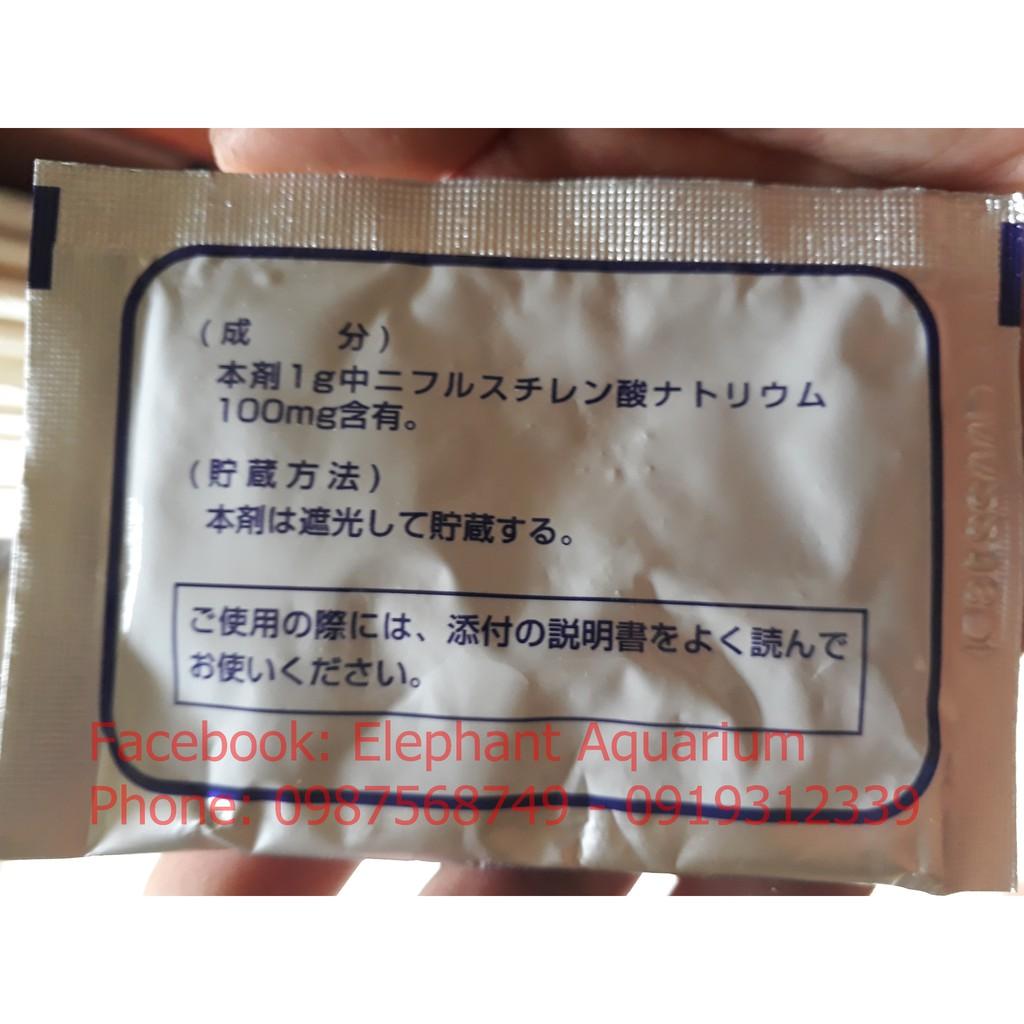 (成　　分)
本剤1g中ニフルスチレン酸ナトリウム
100mg含有。
(貯蔵方法)
本剤は遮光して貯蔵する。
ご使用の際には、添付の説明書をよく読んで
お使いください。
Facebook: Elephant Aquarium
Phone: 0987568749 - 0919312339